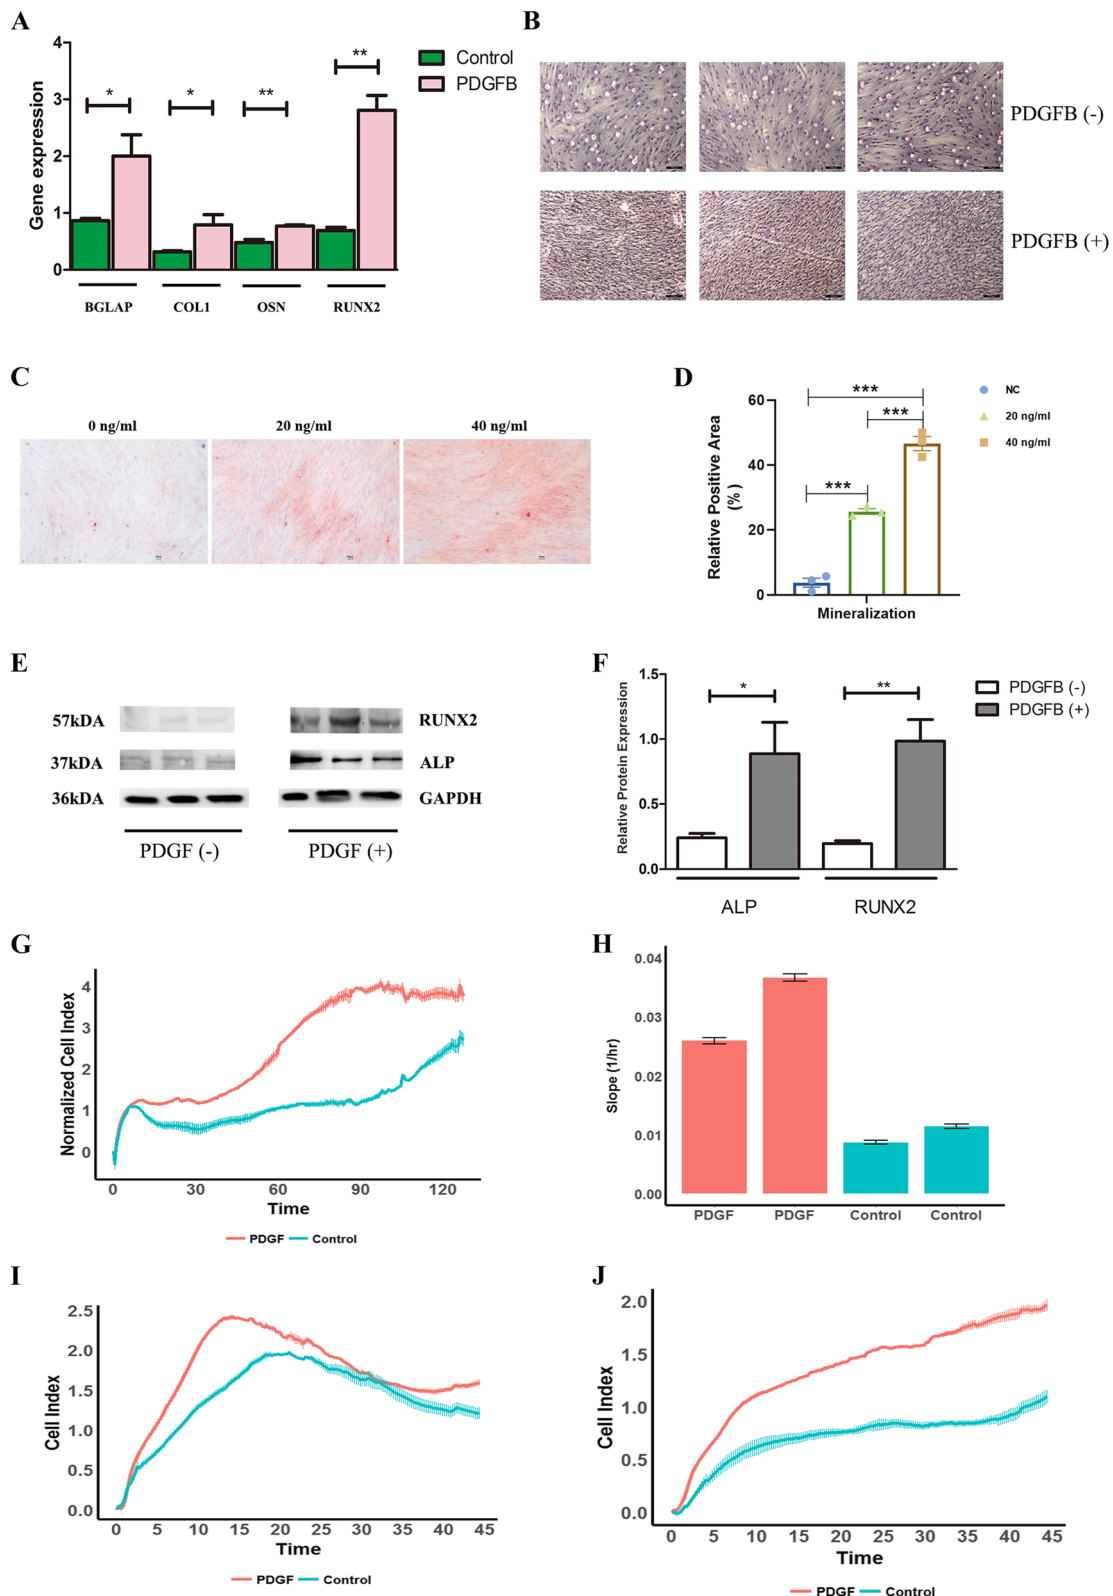 A
4
3
2
1
0
Gene expression
*
*
**
**
Control
PDGFB
BGLAP
COL1
OSN
RUNX2
B
PDGFB (-)
PDGFB (+)
C
0 ng/ml
20 ng/ml
40 ng/ml
D
60
40
20
0
Relative Positive Area
(% )
***
***
***
NC
20 ng/ml
40 ng/ml
Mineralization
E
57kDA
RUNX2
37kDA
ALP
36kDA
GAPDH
PDGF (-)
PDGF (+)
F
1.5
1.0
0.5
0.0
Relative Protein Expression
*
**
PDGFB (-)
PDGFB (+)
ALP
RUNX2
G
4
3
2
1
0
Normalized Cell Index
0 30 60 90 120
Time
PDGF Control
H
0.04
0.03
0.02
0.01
0.00
Slope (1/hr)
PDGF PDGF Control Control
I
2.5
2.0
1.5
1.0
0.5
0.0
Cell Index
0 5 10 15 20 25 30 35 40 45
Time
PDGF Control
J
2.0
1.5
1.0
0.5
0.0
Cell Index
0 5 10 15 20 25 30 35 45
Time
PDGF Control